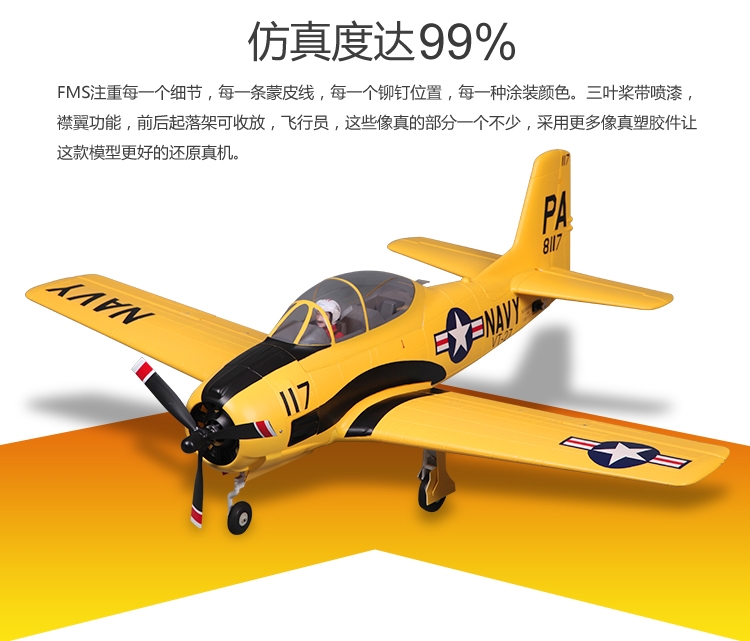 仿真度达99%
FMS注重每一个细节，每一条蒙皮线，每一个铆钉位置，每一种涂装颜色。三叶桨带喷漆，
襟翼功能，前后起落架可收放，飞行员，这些像真的部分一个不少，采用更多像真塑胶件让
这款模型更好的还原真机。
117
PA
8117
NAVY
NAVY
VT-27
117